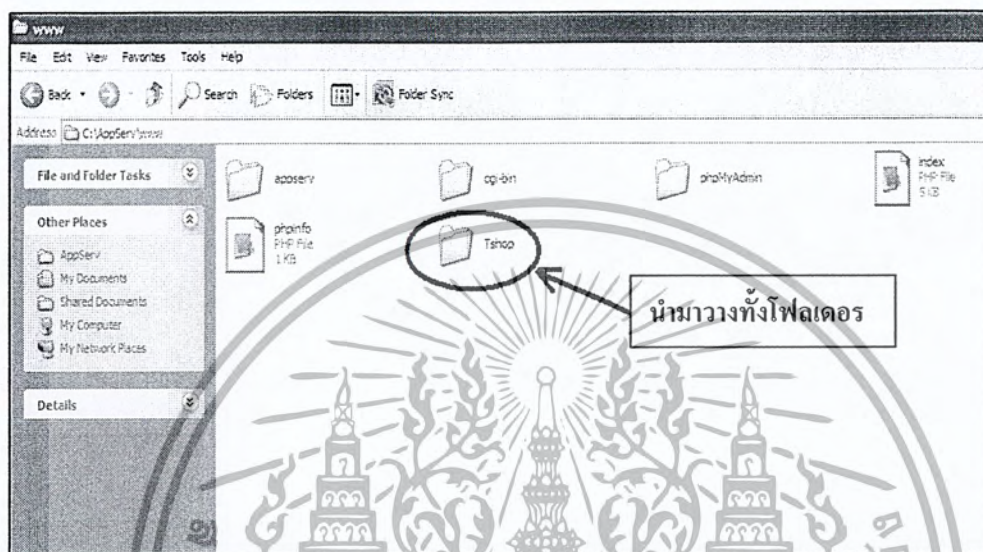 www
File Edit View Favorites Tools Help
Back Search Folders Folder Sync
Address C:\AppServ\www
File and Folder Tasks
Other Places
AppServ
My Documents
Shared Documents
My Computer
My Network Places
Details
appserv
cgi-bin
phpMyAdmin
index
PHP File
5 KB
phpinfo
PHP File
1 KB
Tshop
นำมาวางทั้งโฟลเดอร